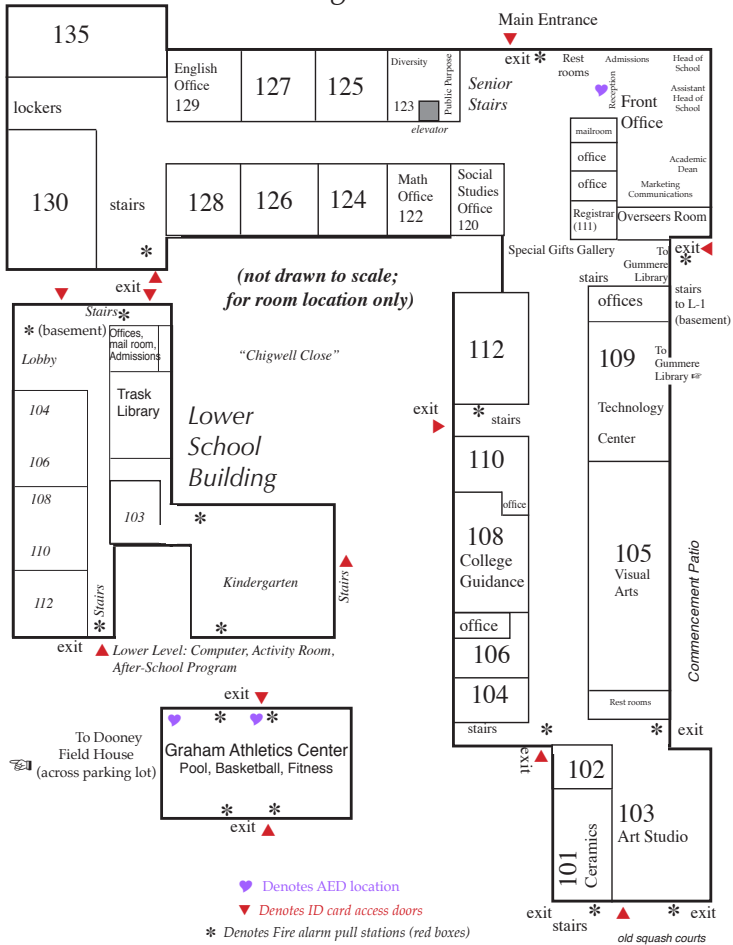 Main Entrance
135
exit *
Rest
rooms
Admissions
Head of
School
English
Office
129
127
125
Diversity
123
Public Purpose
elevator
Senior
Stairs
Reception
Front
Office
Assistant
Head of
School
lockers
mailroom
office
office
Academic
Dean
Marketing
Communications
130
stairs
*
128
126
124
Math
Office
122
Social
Studies
Office
120
Registrar
(111)
Overseers Room
exit
Special Gifts Gallery
To
Gummere
Library
exit
*
stairs
stairs
to L-1
(basement)
(not drawn to scale;
for room location only)
Stairs*
* (basement)
Lobby
Offices,
mail room,
Admissions
"Chigwell Close"
112
offices
109
To
Gummere
Library ☞
Technology
Center
104
Trask
Library
Lower
School
Building
exit
*
stairs
106
110
office
108
103
*
108
College
Guidance
105
Visual
Arts
Commencement Patio
110
Kindergarten
Stairs
112
Stairs
*
*
office
106
exit
Lower Level: Computer, Activity Room,
After-School Program
104
Rest rooms
exit
stairs
*
*
exit
To Dooney
Field House
(across parking lot)
* *
Graham Athletics Center
Pool, Basketball, Fitness
* *
exit
exit
102
103
Art Studio
101
Ceramics
Denotes AED location
Denotes ID card access doors
* Denotes Fire alarm pull stations (red boxes)
exit
stairs
*
*
exit
old squash courts